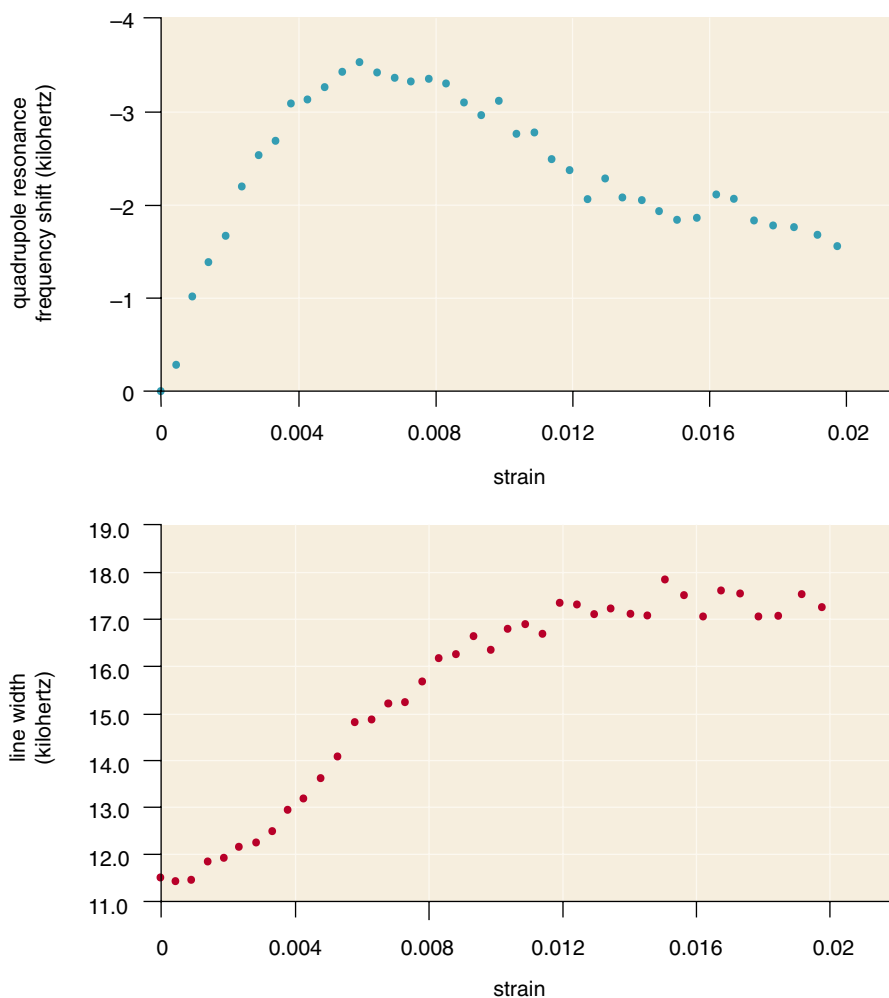 quadrupole resonance
frequency shift (kilohertz)
–4
–3
–2
–1
0
0 0.004 0.008 0.012 0.016 0.02
strain
line width
(kilohertz)
19.0
18.0
17.0
16.0
15.0
14.0
13.0
12.0
11.0
0 0.004 0.008 0.012 0.016 0.02
strain